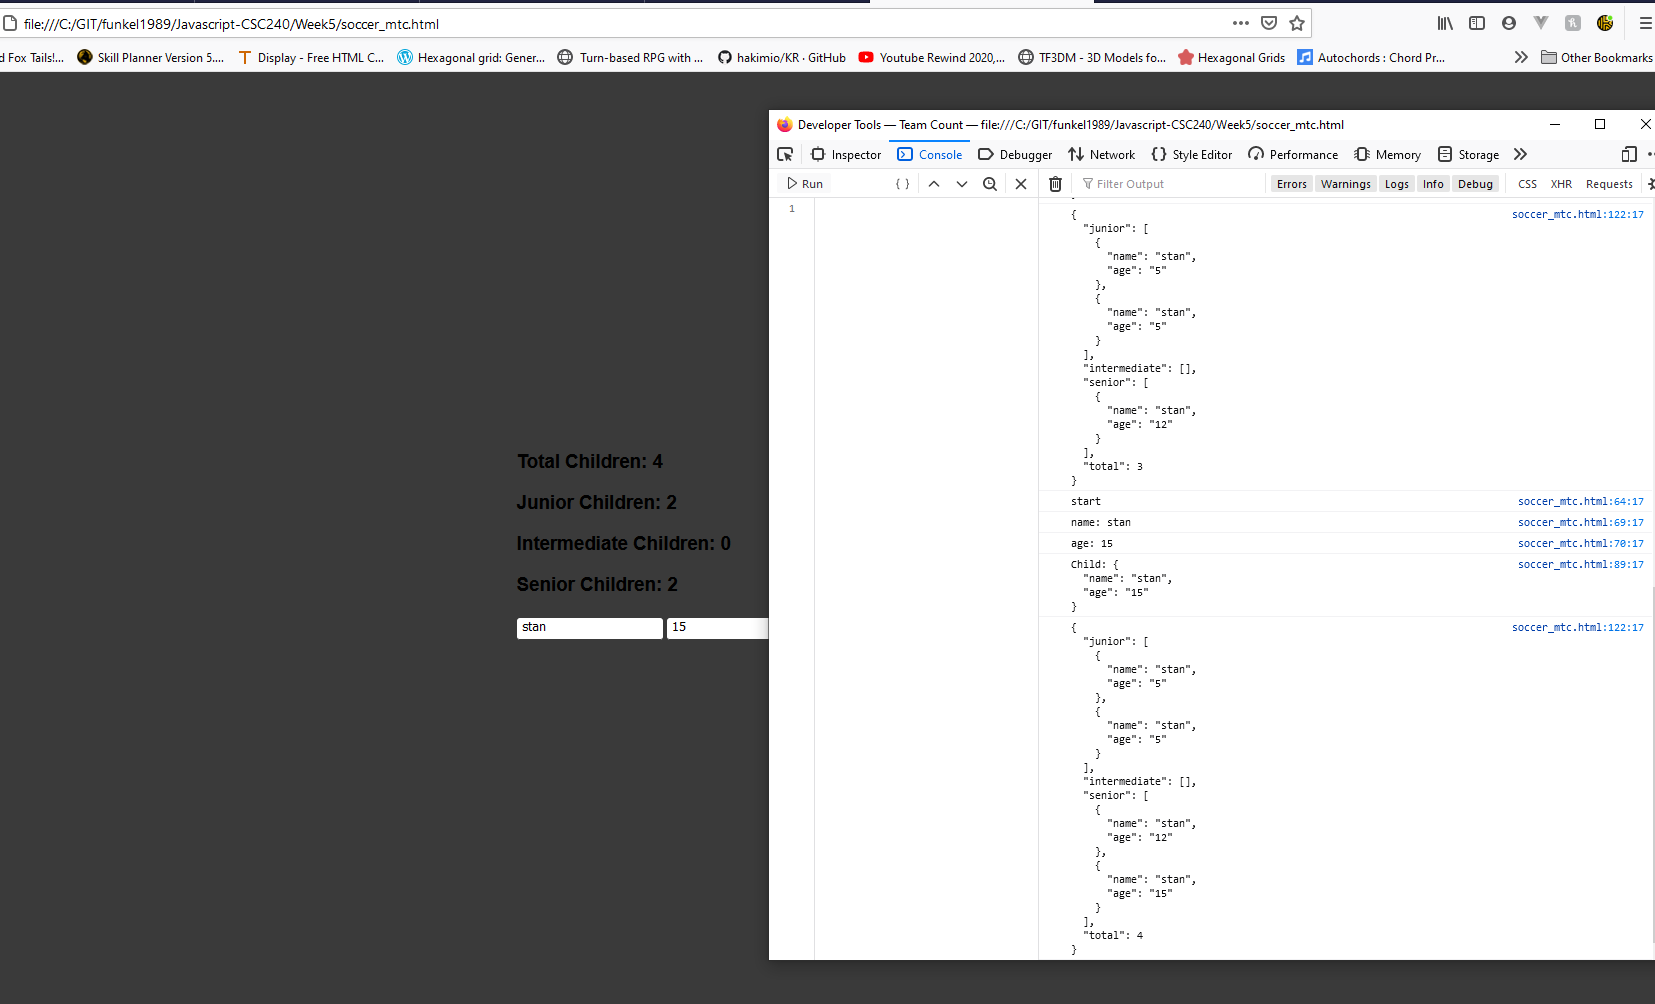 file:///C:/GIT/funkel1989/Javascript-CSC240/Week5/soccer_mtc.html
d Fox Tails!... Skill Planner Version 5.... Display - Free HTML C... Hexagonal grid: Gener... Turn-based RPG with ... hakimio/KR · GitHub Youtube Rewind 2020,... TF3DM - 3D Models fo... Hexagonal Grids Autochords : Chord Pr... Other Bookmarks
Total Children: 4
Junior Children: 2
Intermediate Children: 0
Senior Children: 2
stan 15
Developer Tools — Team Count — file:///C:/GIT/funkel1989/Javascript-CSC240/Week5/soccer_mtc.html
Inspector Console Debugger Network Style Editor Performance Memory Storage
Run Filter Output Errors Warnings Logs Info Debug CSS XHR Requests
1
{ soccer_mtc.html:122:17
"junior": [
{
"name": "stan",
"age": "5"
},
{
"name": "stan",
"age": "5"
}
],
"intermediate": [],
"senior": [
{
"name": "stan",
"age": "12"
}
],
"total": 3
}
start soccer_mtc.html:64:17
name: stan soccer_mtc.html:69:17
age: 15 soccer_mtc.html:70:17
Child: { soccer_mtc.html:89:17
"name": "stan",
"age": "15"
}
{ soccer_mtc.html:122:17
"junior": [
{
"name": "stan",
"age": "5"
},
{
"name": "stan",
"age": "5"
}
],
"intermediate": [],
"senior": [
{
"name": "stan",
"age": "12"
},
{
"name": "stan",
"age": "15"
}
],
"total": 4
}